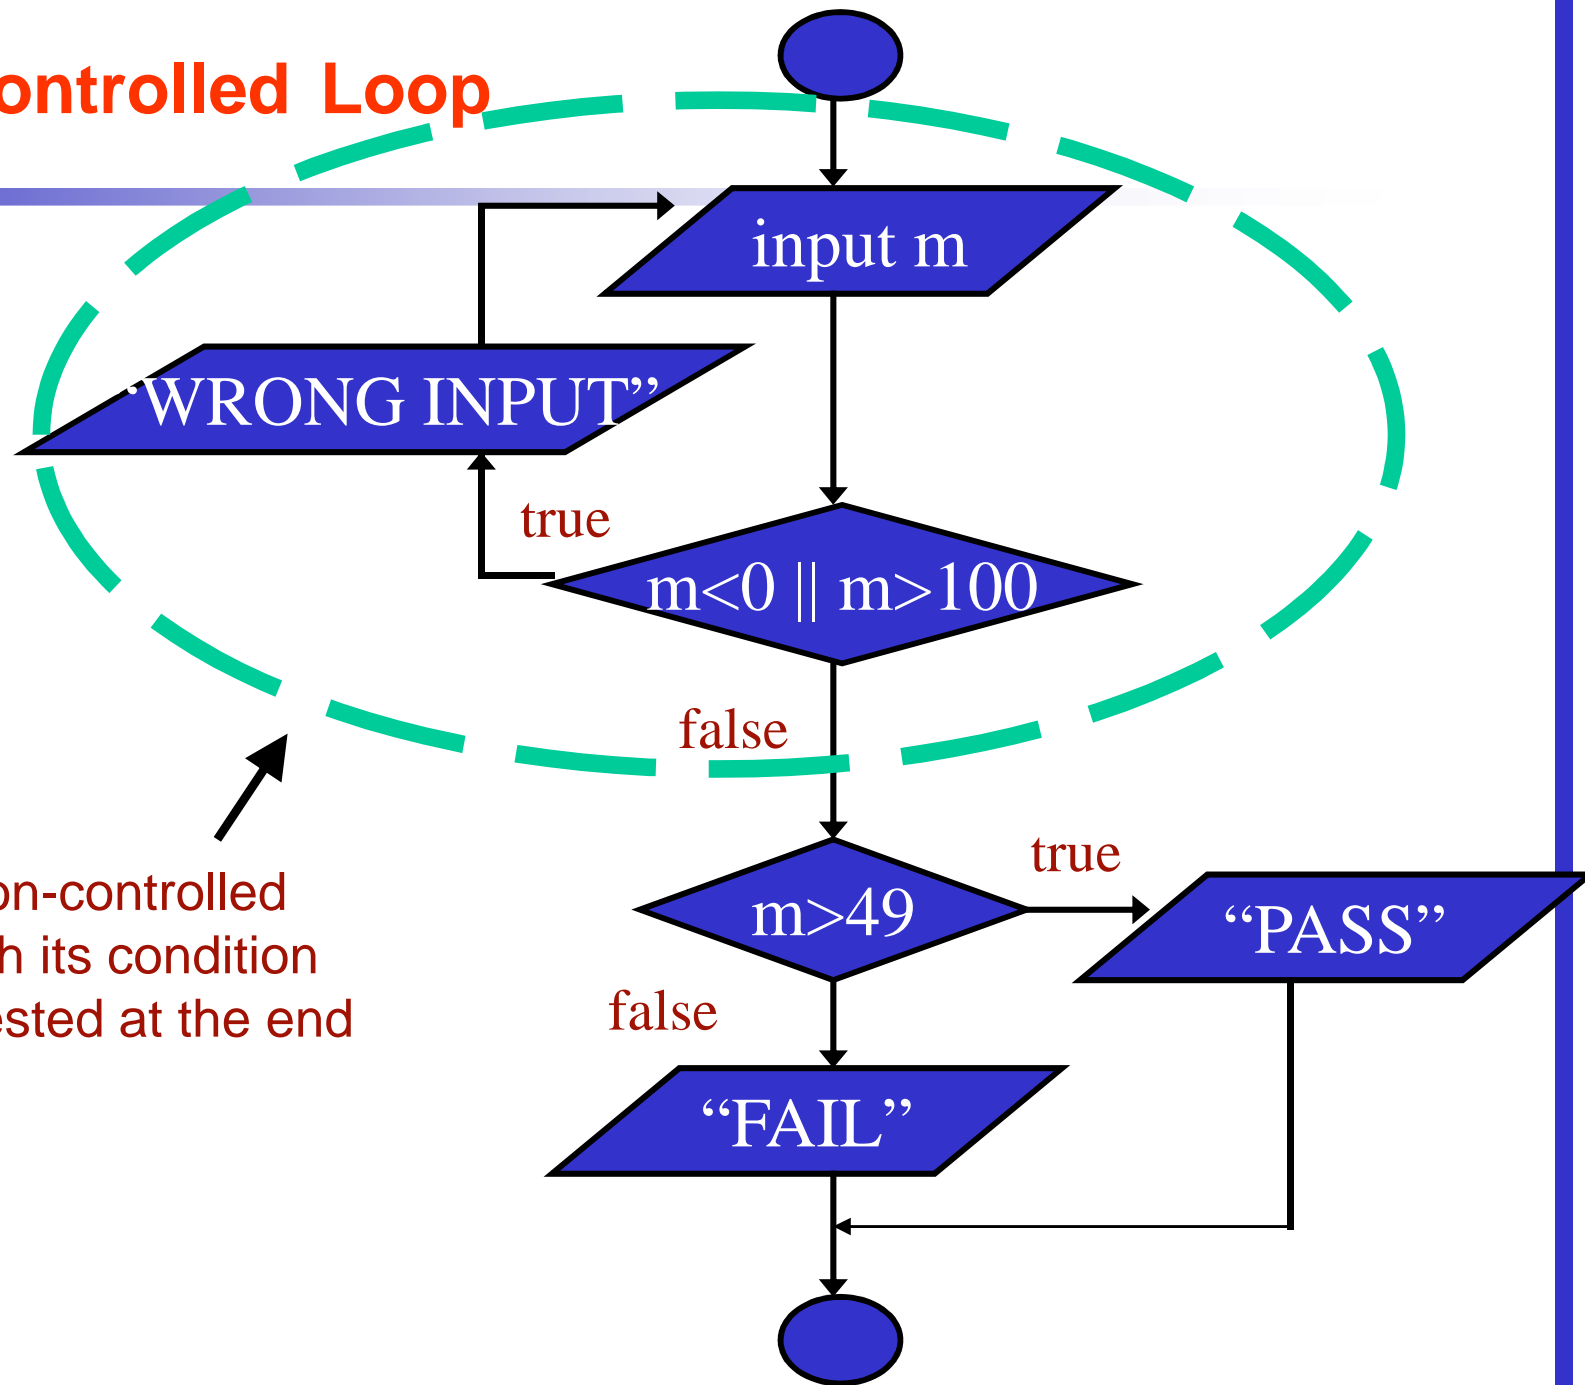 ontrolled Loop
input m
“WRONG INPUT”
true
m<0 || m>100
false
true
on-controlled
h its condition
ested at the end
m>49
“PASS”
false
“FAIL”